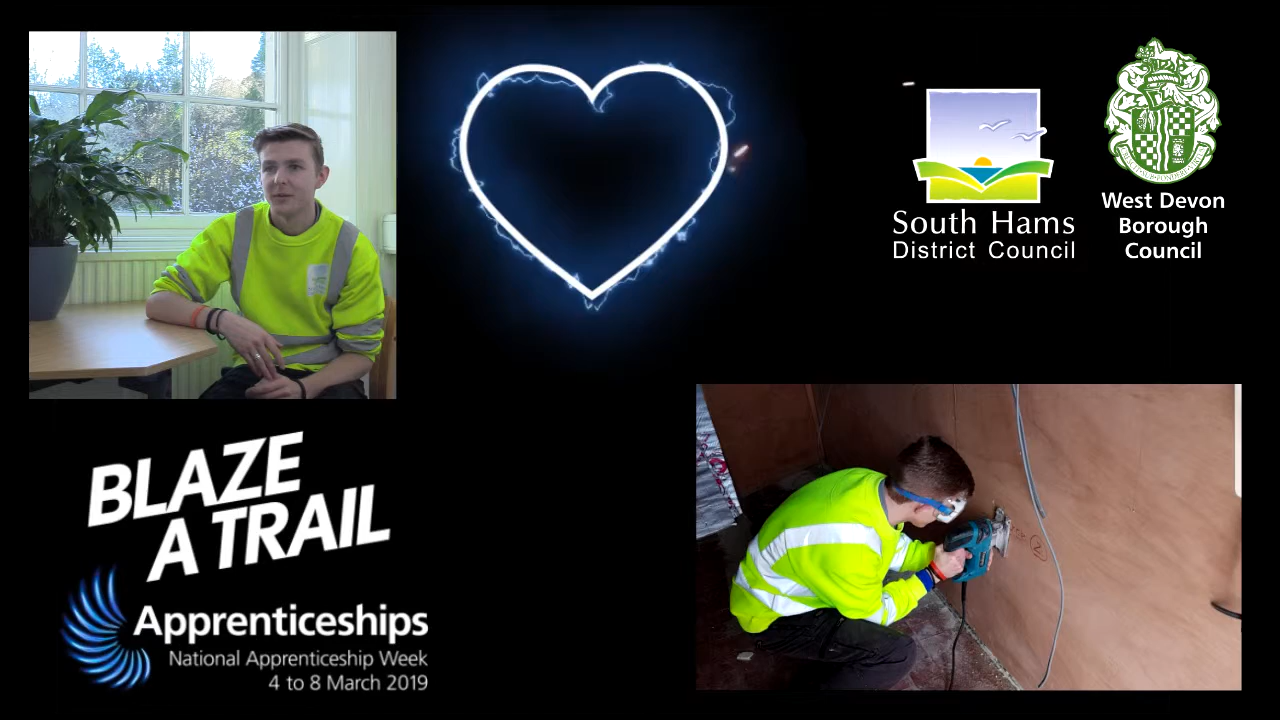 South Hams
District Council
West Devon
Borough
Council
BLAZE
A TRAIL
Apprenticeships
National Apprenticeship Week
4 to 8 March 2019